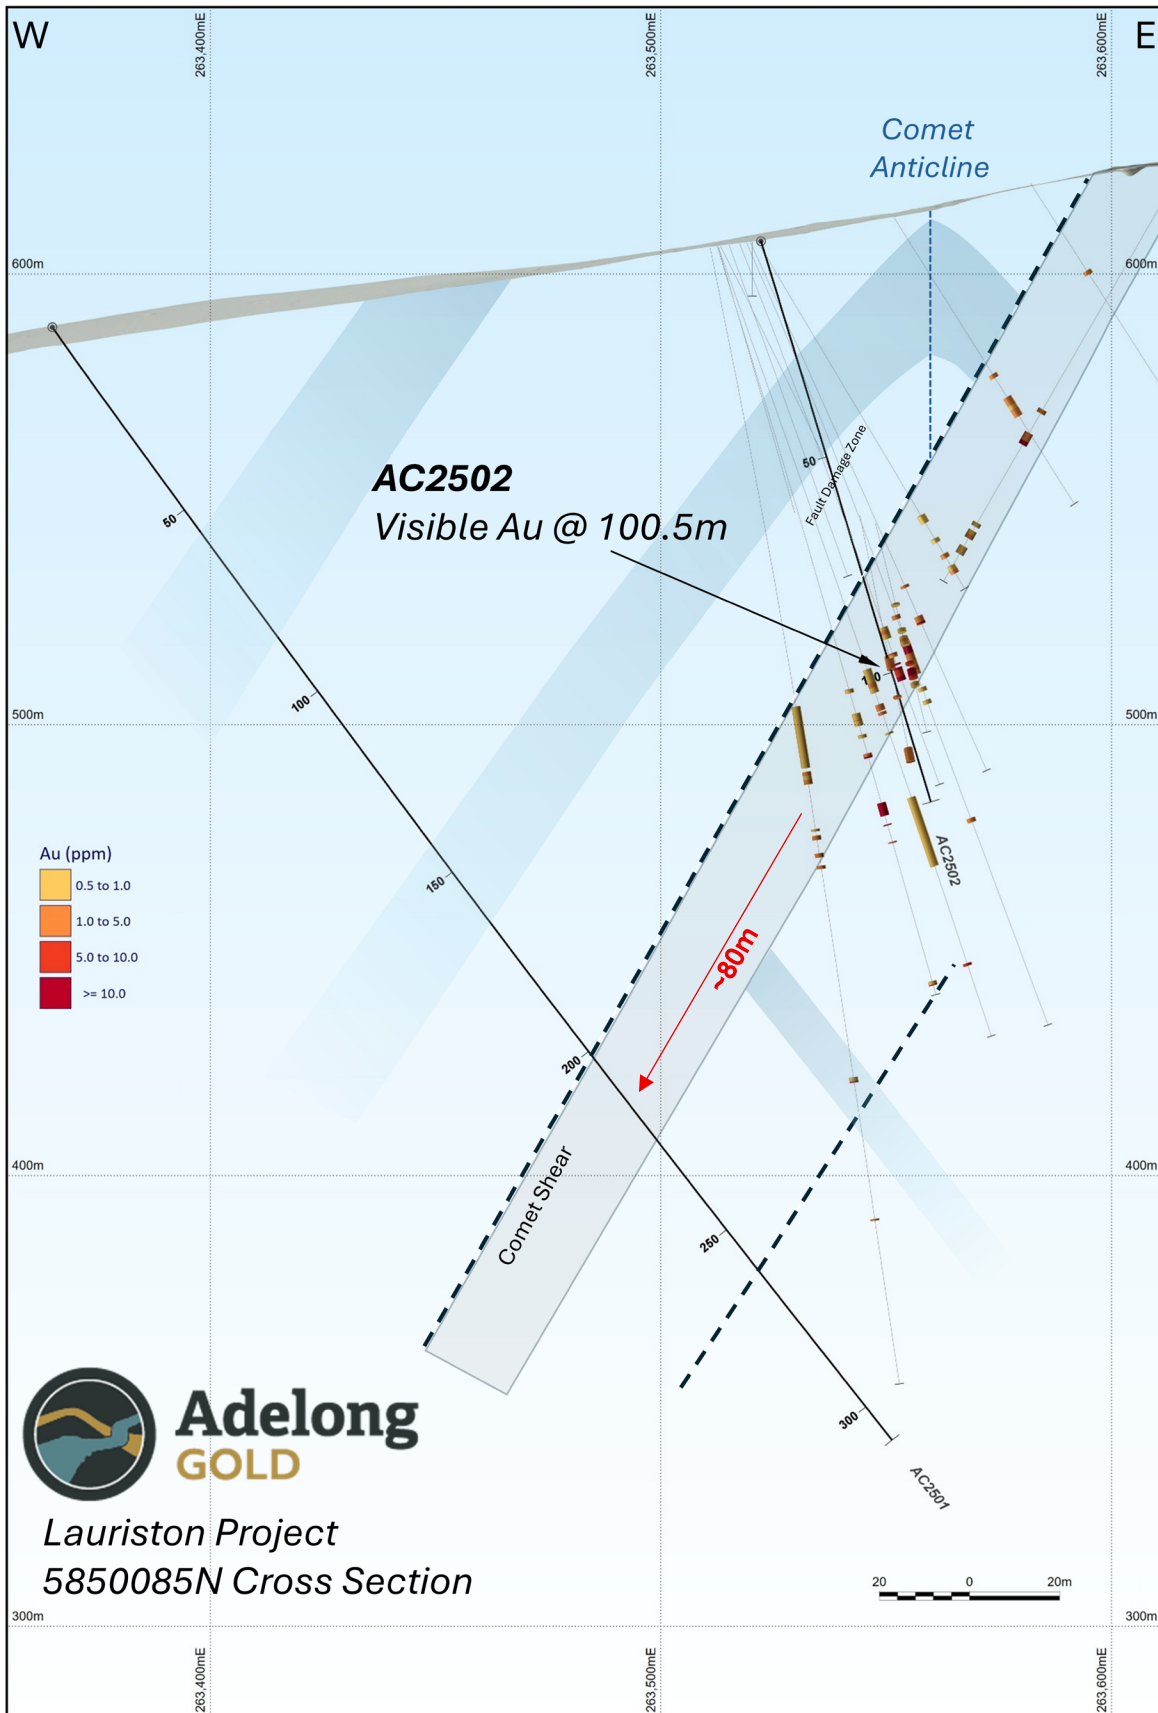 W
E
263,400mE
263,500mE
263,600mE
Comet
Anticline
600m
600m
50
Fault Damage Zone
AC2502
Visible Au @ 100.5m
50
100
100
500m
500m
Au (ppm)
0.5 to 1.0
1.0 to 5.0
5.0 to 10.0
>= 10.0
150
AC2502
~80m
200
400m
400m
Comet Shear
250
300
AC2501
Adelong
GOLD
Lauriston Project
5850085N Cross Section
20 0 20m
300m
300m
263,400mE
263,500mE
263,600mE